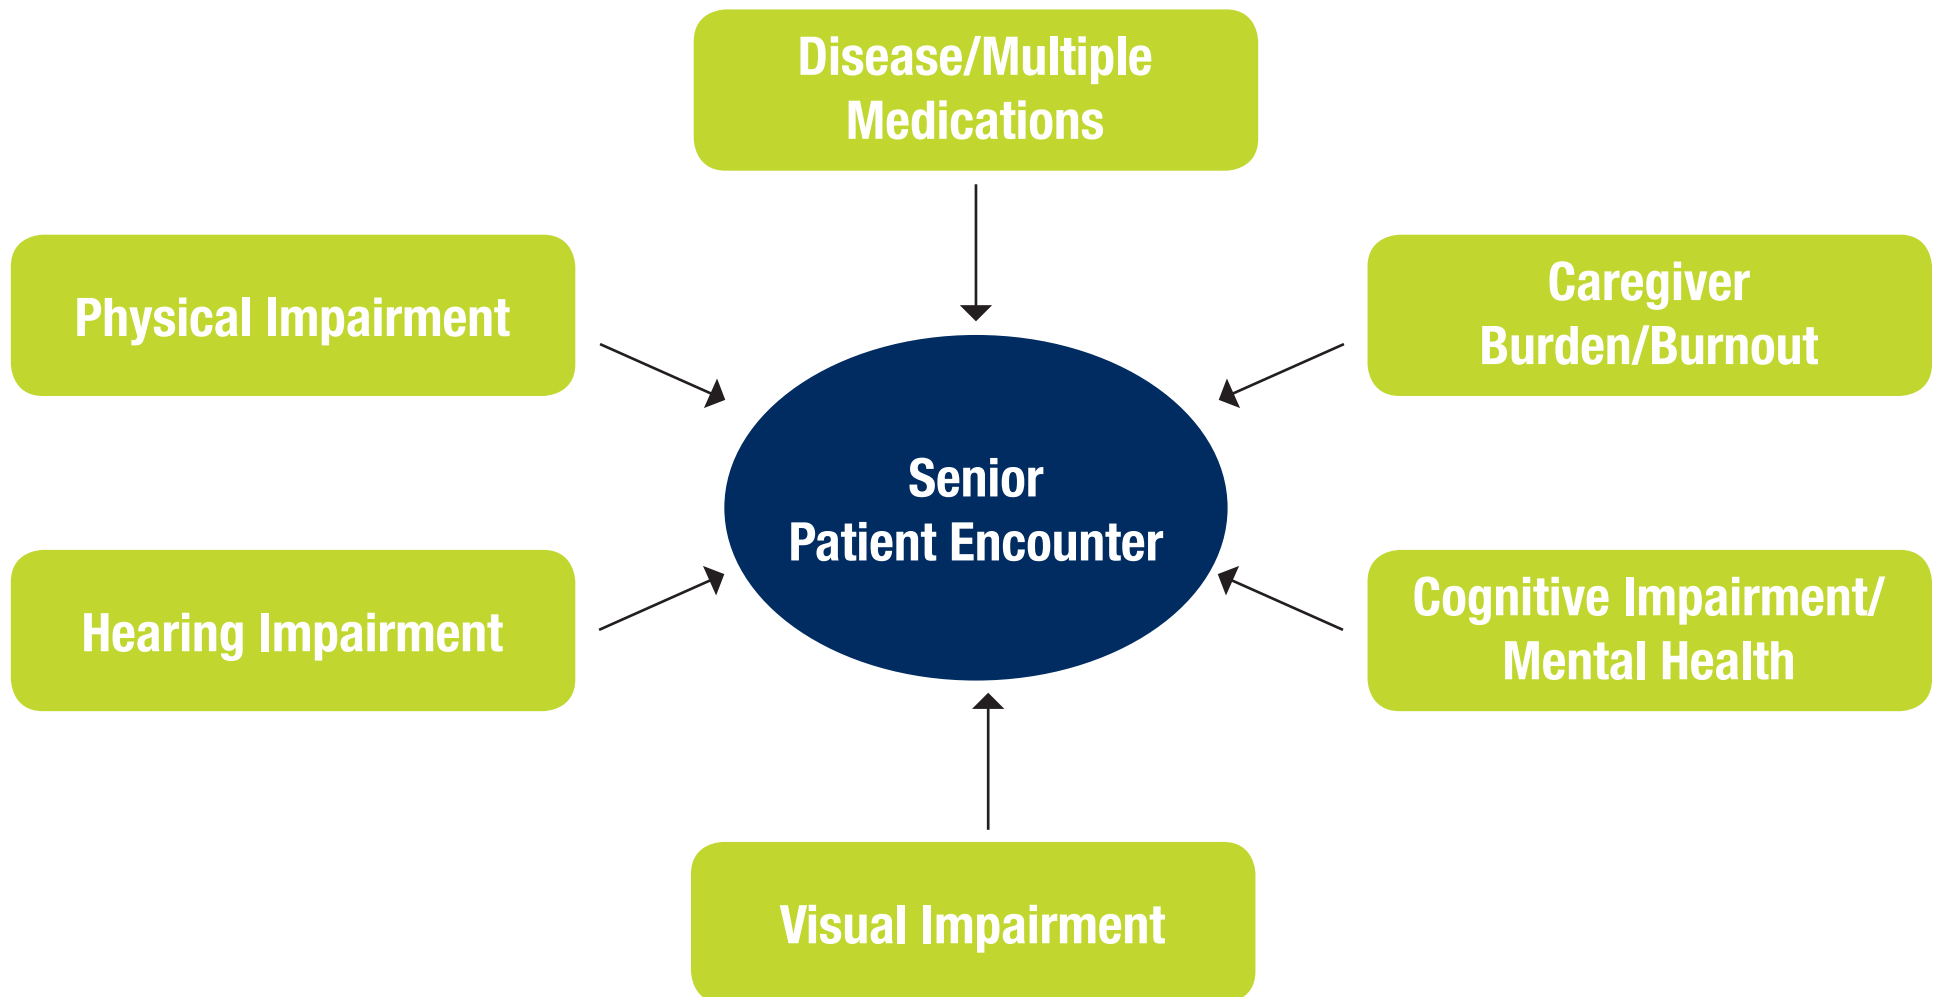 Disease/Multiple
Medications
Physical Impairment
Caregiver
Burden/Burnout
Senior
Patient Encounter
Hearing Impairment
Cognitive Impairment/
Mental Health
Visual Impairment